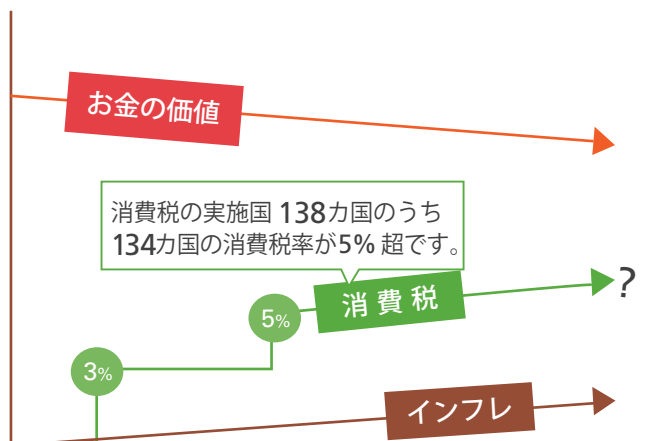 お金の価値
消費税の実施国 138カ国のうち
134カ国の消費税率が5% 超です。
消費税
?
5%
3%
インフレ